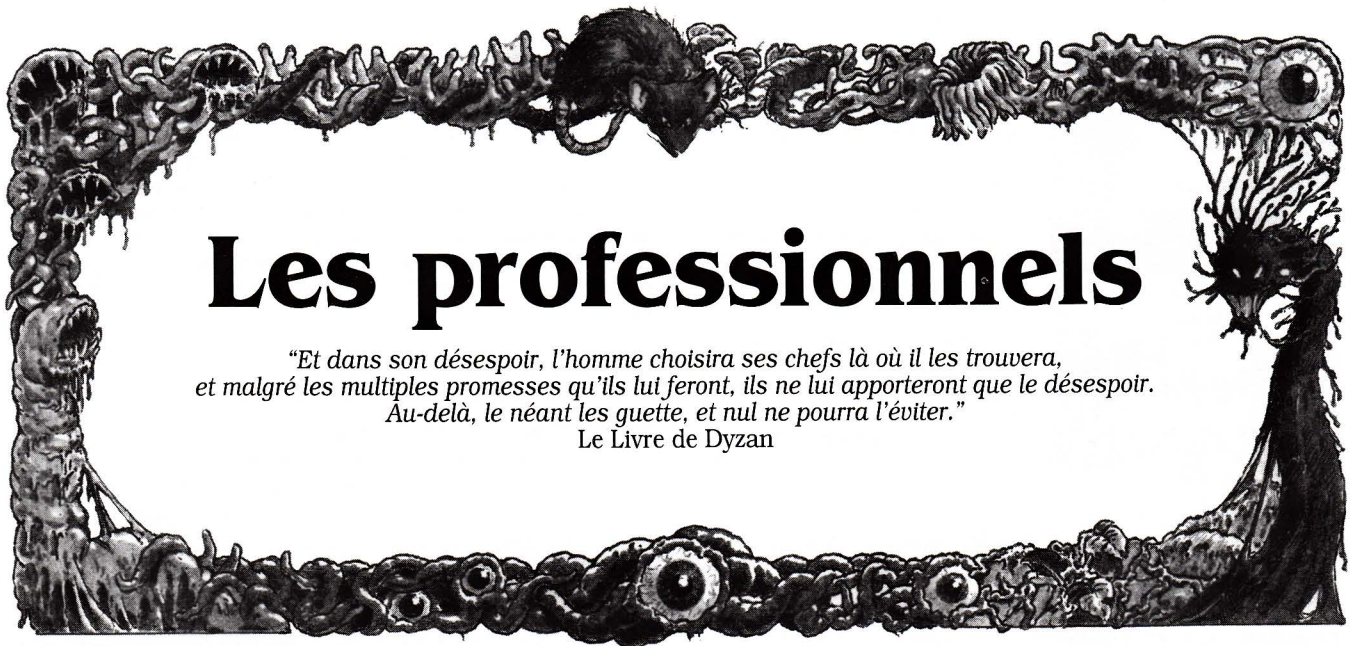 Les professionnels
“Et dans son désespoir, l’homme choisira ses chefs là où il les trouvera,
et malgré les multiples promesses qu’ils lui feront, ils ne lui apporteront que le désespoir.
Au-delà, le néant les guette, et nul ne pourra l’éviter.”
Le Livre de Dyzan